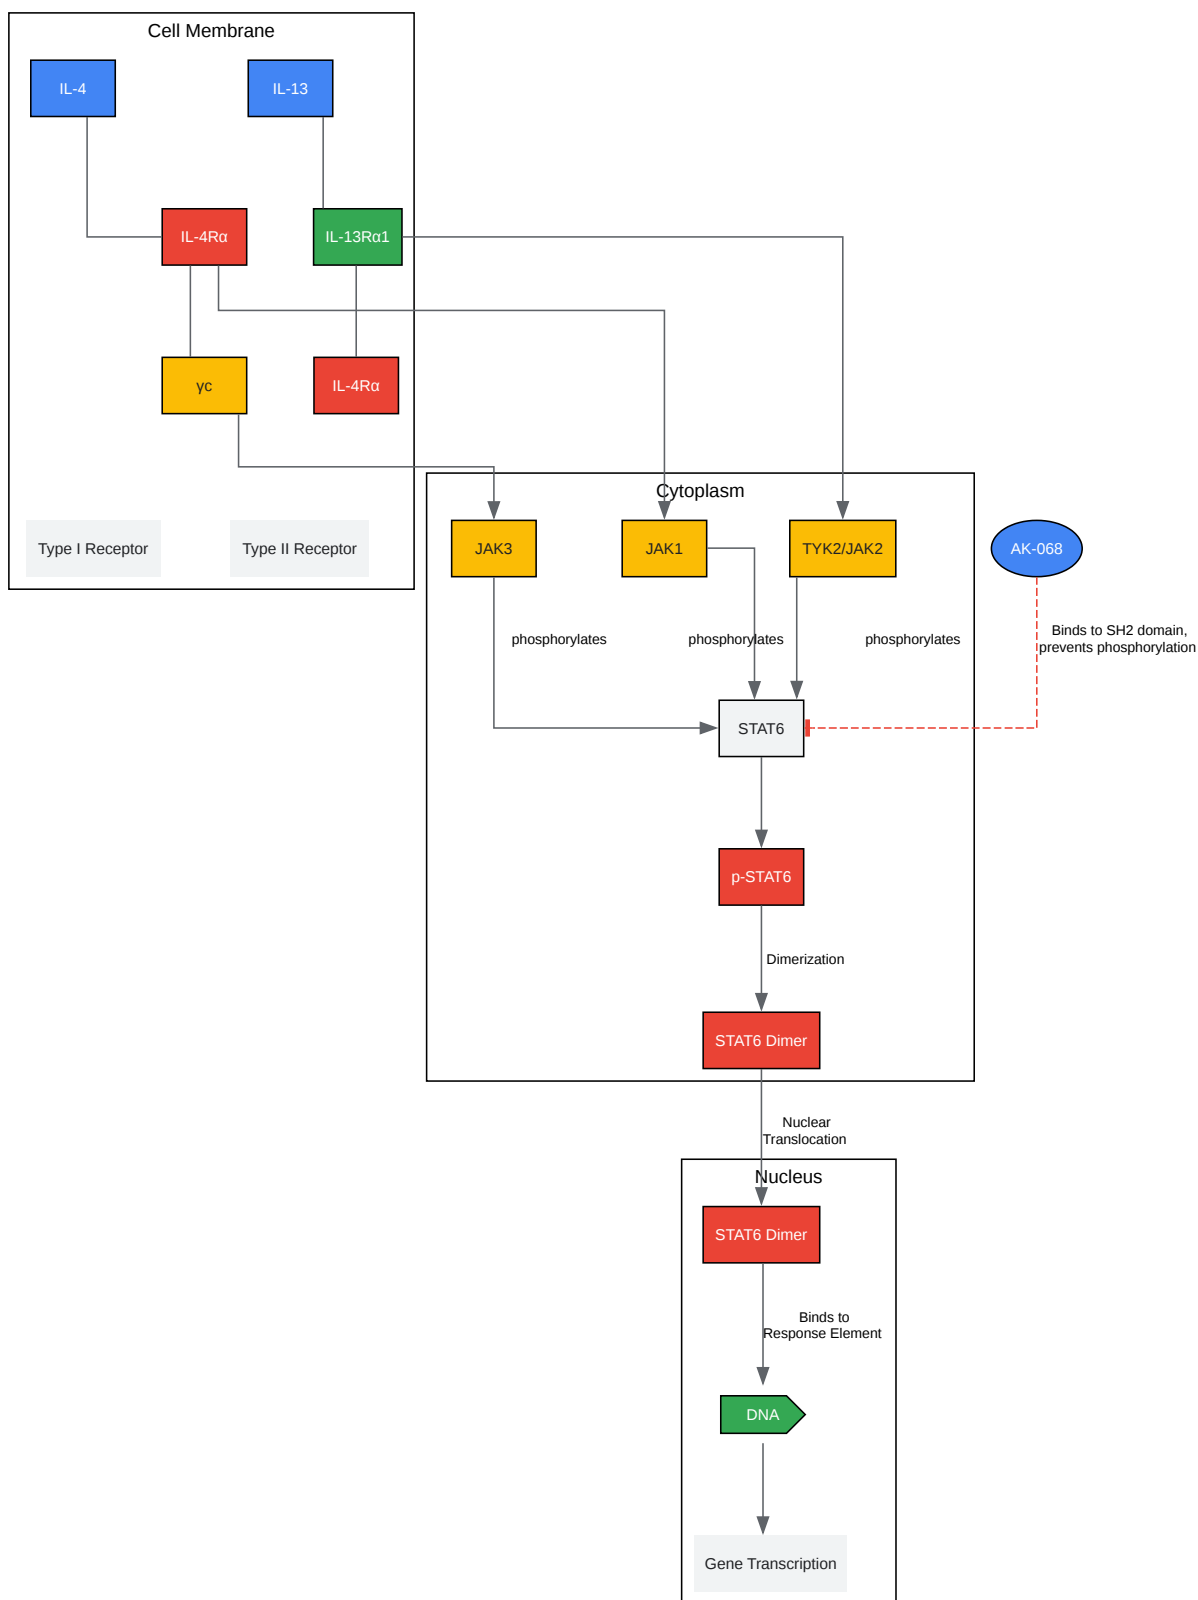 Cell Membrane
IL-4
IL-13
IL-4Rα
IL-13Rα1
γc
IL-4Rα
Type I Receptor
Type II Receptor
Cytoplasm
JAK3
JAK1
TYK2/JAK2
AK-068
phosphorylates
phosphorylates
phosphorylates
Binds to SH2 domain,
prevents phosphorylation
STAT6
p-STAT6
Dimerization
STAT6 Dimer
Nuclear
Translocation
Nucleus
STAT6 Dimer
Binds to
Response Element
DNA
Gene Transcription